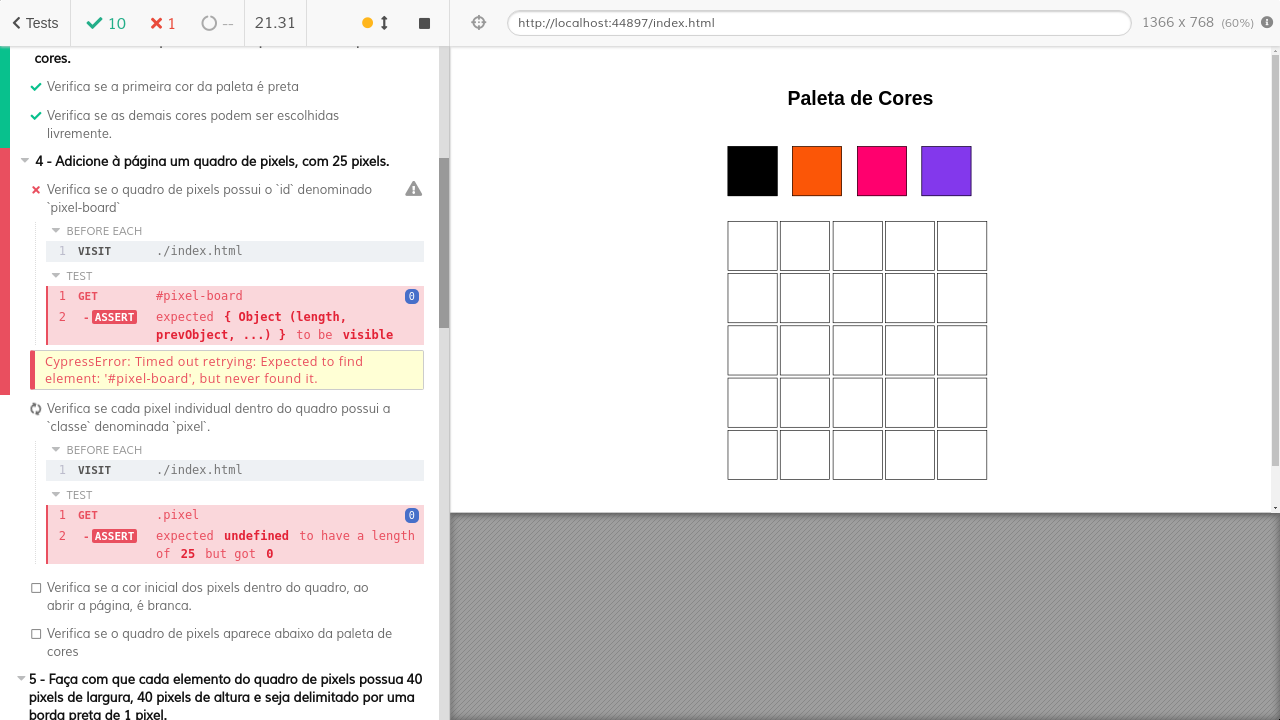 Tests
10
1
--
21.31
http://localhost:44897/index.html
1366 x 768 (60%)
cores.
Verifica se a primeira cor da paleta é preta
Verifica se as demais cores podem ser escolhidas
livremente.
4 - Adicione à página um quadro de pixels, com 25 pixels.
Verifica se o quadro de pixels possui o `id` denominado
`pixel-board`
BEFORE EACH
1 VISIT ./index.html
TEST
1 GET #pixel-board 0
2 -ASSERT expected { Object (length,
prevObject, ...) } to be visible
CypressError: Timed out retrying: Expected to find
element: '#pixel-board', but never found it.
Verifica se cada pixel individual dentro do quadro possui a
`classe` denominada `pixel`.
BEFORE EACH
1 VISIT ./index.html
TEST
1 GET .pixel 0
2 -ASSERT expected undefined to have a length
of 25 but got 0
Verifica se a cor inicial dos pixels dentro do quadro, ao
abrir a página, é branca.
Verifica se o quadro de pixels aparece abaixo da paleta de
cores
5 - Faça com que cada elemento do quadro de pixels possua 40
pixels de largura, 40 pixels de altura e seja delimitado por uma
borda preta de 1 pixel.
Paleta de Cores